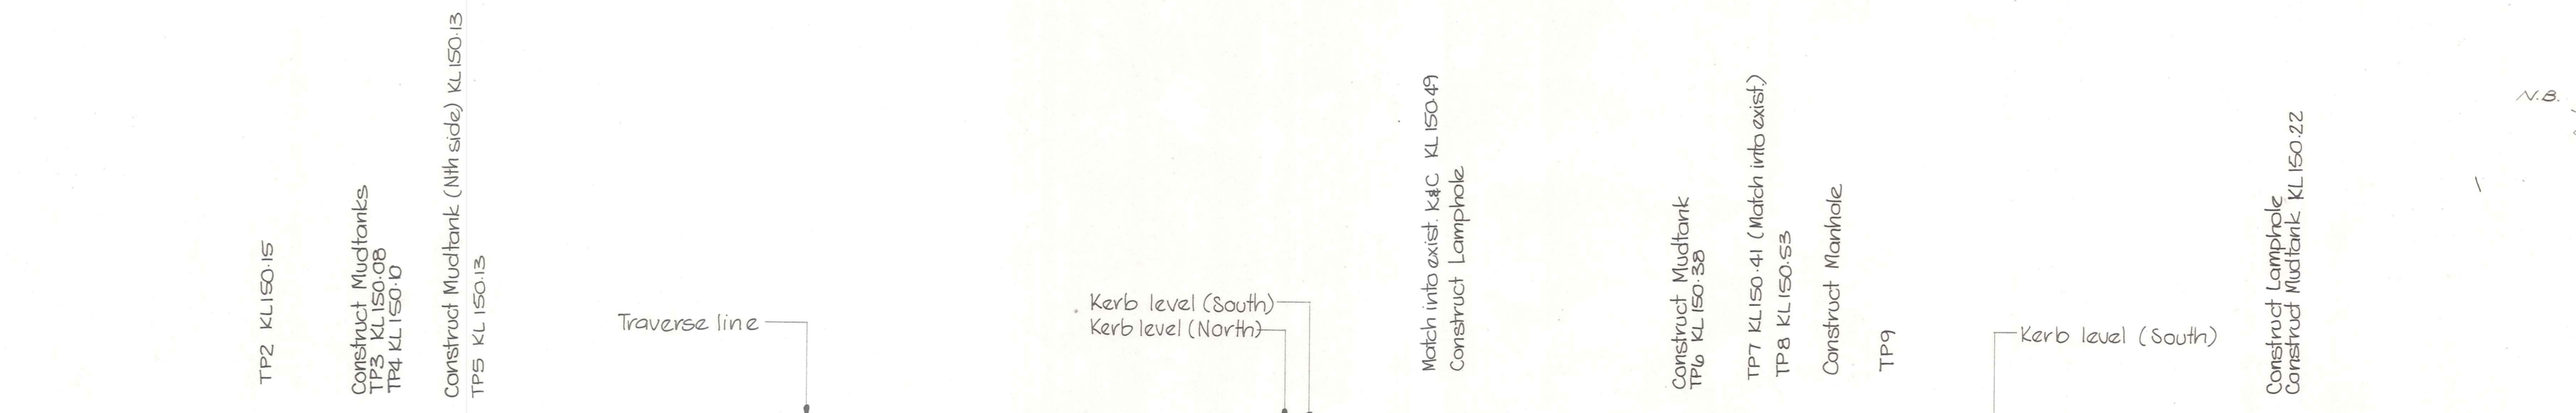 TP2 KL150.15
Construct Mudtanks
TP3 KL150.08
TP4 KL150.10
Construct Mudtank (Nth side) KL150.13
TP5 KL150.13
Traverse line
Kerb level (South)
Kerb level (North)
Match into exist. K&C KL150.49
Construct Lamphole
Construct Mudtank
TP6 KL150.38
TP7 KL150.41 (Match into exist.)
TP8 KL150.53
Construct Manhole
TP9
Kerb level (South)
Construct Lamphole
Construct Mudtank KL150.22
N.B.